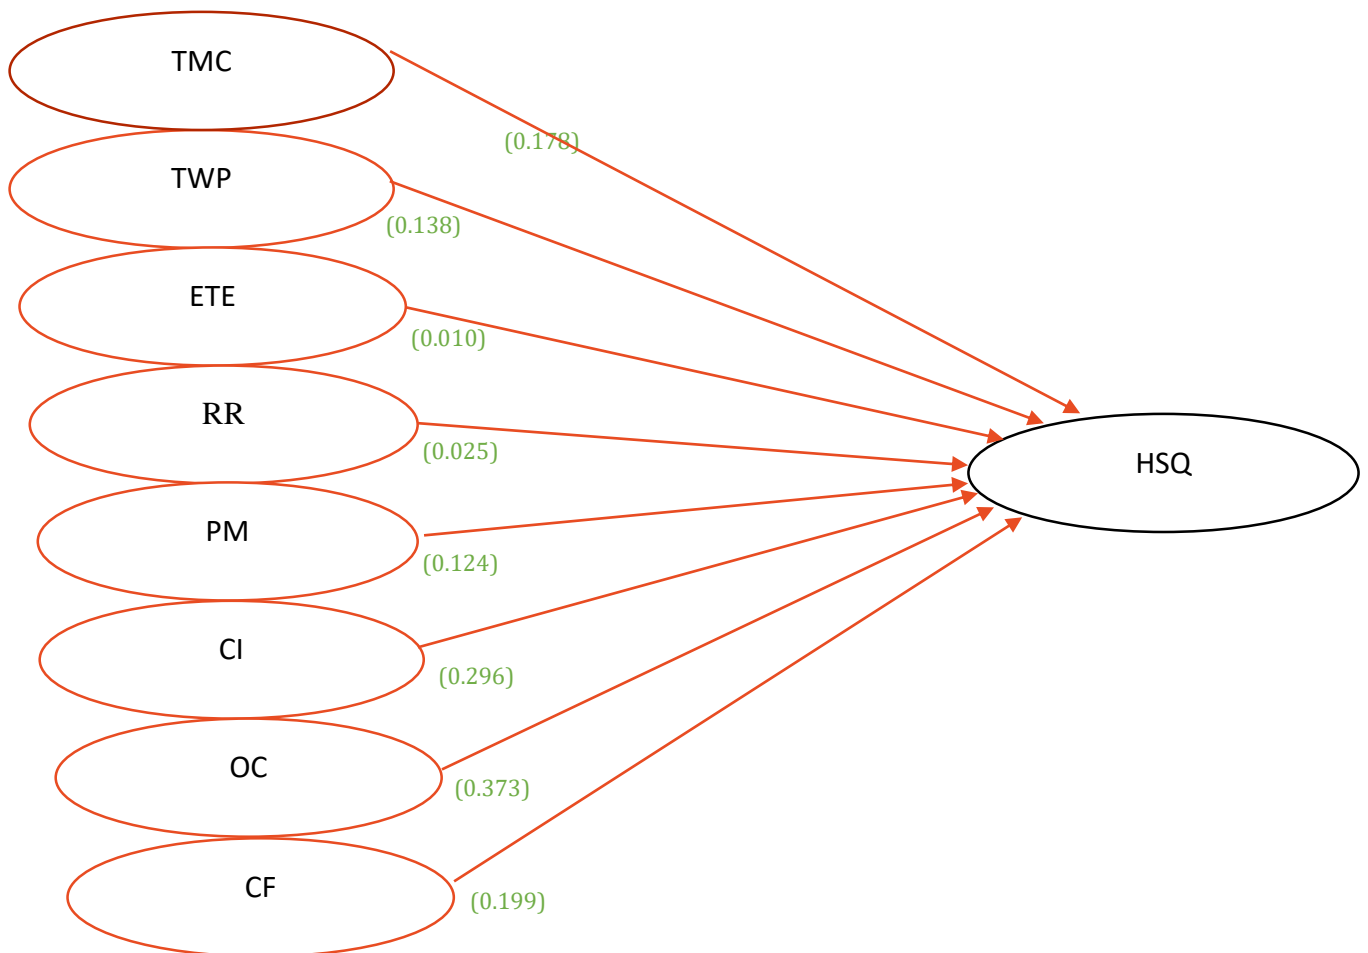 TMC
(0.178)
TWP
(0.138)
ETE
(0.010)
RR
(0.025)
HSQ
PM
(0.124)
CI
(0.296)
OC
(0.373)
CF
(0.199)